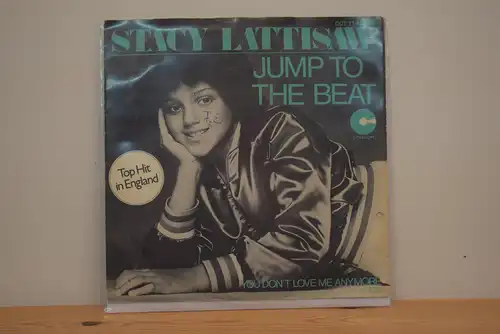 STACY LATTISAW
JUMP TO
THE BEAT
Top Hit
in England
YOU DON'T LOVE ME ANYMORE